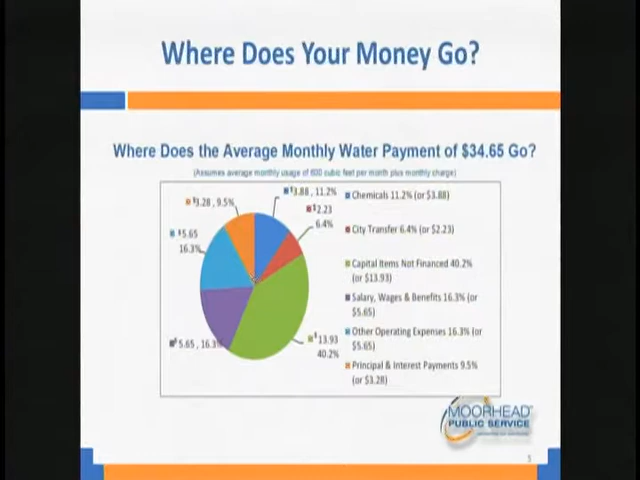 Where Does Your Money Go?
Where Does the Average Monthly Water Payment of $34.65 Go?
(Assumes average monthly usage of 600 cubic feet per month plus monthly charge)
$3.88, 11.2%
$2.23
6.4%
$13.93
40.2%
$5.65, 16.3%
$5.65
16.3%
$3.28, 9.5%
Chemicals 11.2% (or $3.88)
City Transfer 6.4% (or $2.23)
Capital Items Not Financed 40.2%
(or $13.93)
Salary, Wages & Benefits 16.3% (or
$5.65)
Other Operating Expenses 16.3% (or
$5.65)
Principal & Interest Payments 9.5%
(or $3.28)
MOORHEAD
PUBLIC SERVICE
5